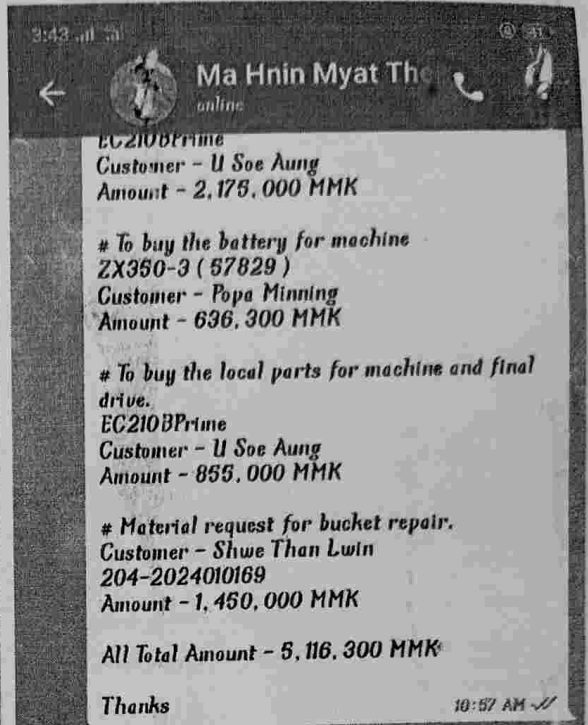 3:43
Ma Hnin Myat The
online
EC210BPrime
Customer - U Soe Aung
Amount - 2,175,000 MMK
# To buy the battery for machine
ZX350-3 ( 57829 )
Customer - Popa Minning
Amount - 636,300 MMK
# To buy the local parts for machine and final
drive.
EC210BPrime
Customer - U Soe Aung
Amount - 855,000 MMK
# Material request for bucket repair.
Customer - Shwe Than Lwin
204-2024010169
Amount - 1,450,000 MMK
All Total Amount - 5,116,300 MMK
Thanks
10:57 AM